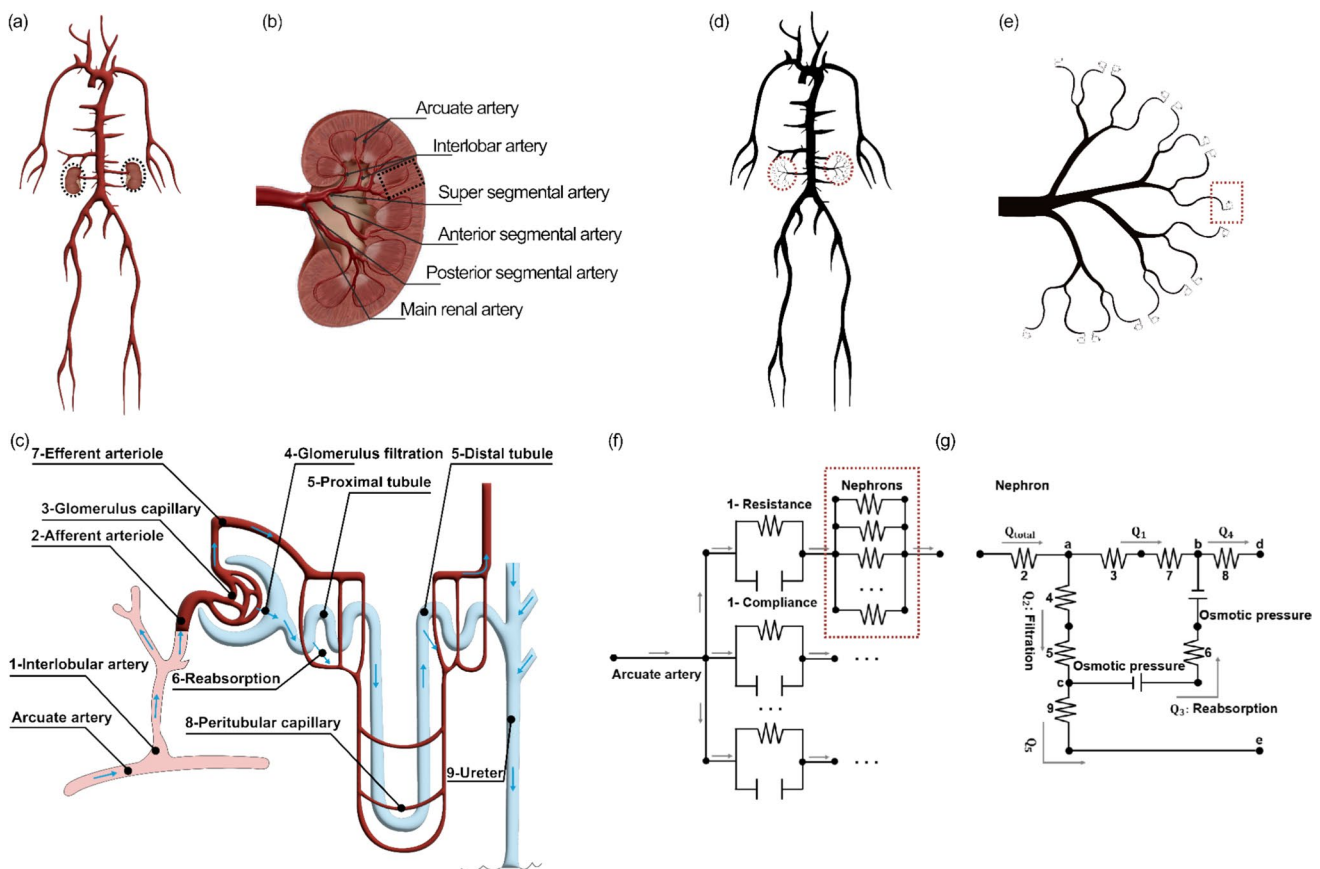 (a)
(b)
Arcuate artery
Interlobar artery
Super segmental artery
Anterior segmental artery
Posterior segmental artery
Main renal artery
(d)
(e)
(c)
7-Efferent arteriole
4-Glomerulus filtration
5-Distal tubule
5-Proximal tubule
3-Glomerulus capillary
2-Afferent arteriole
1-Interlobular artery
6-Reabsorption
Arcuate artery
8-Peritubular capillary
9-Ureter
(f)
Nephrons
1- Resistance
...
1- Compliance
...
Arcuate artery
...
...
(g)
Nephron
Qtotal
a
Q1
b
Q4
d
2
3
7
8
4
Q2: Filtration
Osmotic pressure
5
Osmotic pressure
6
c
9
Q3: Reabsorption
Q5
e